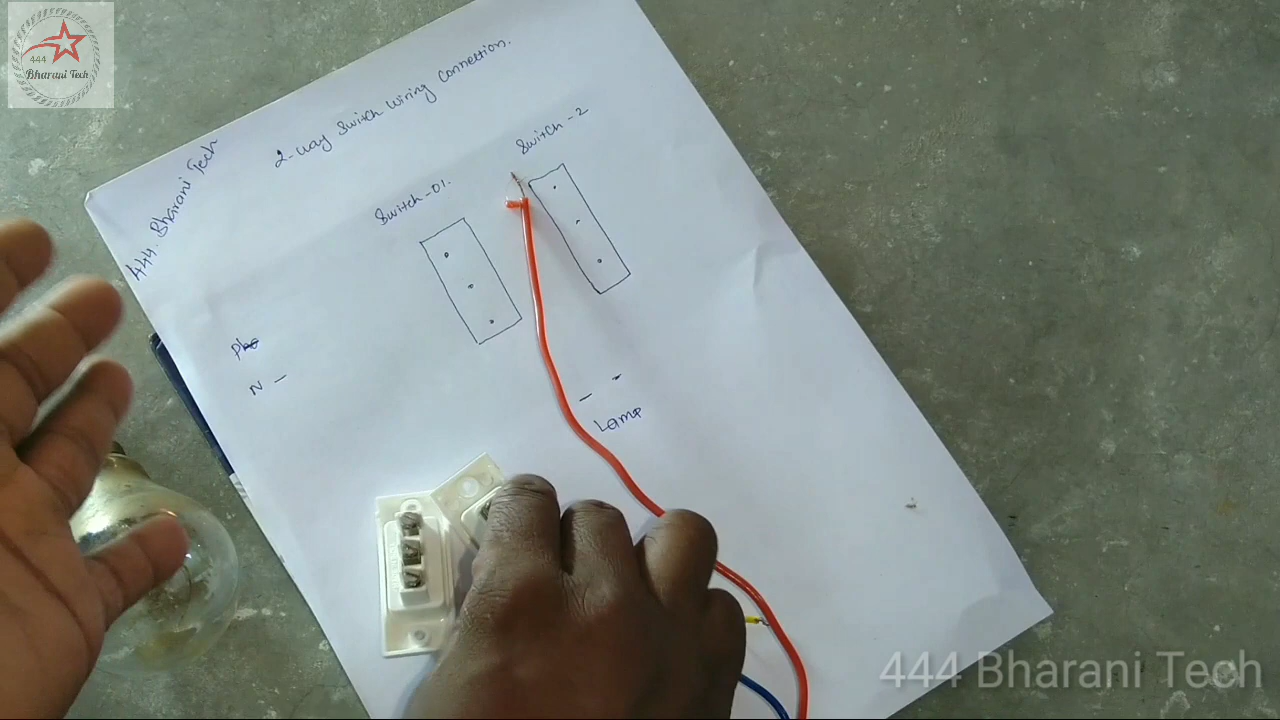 444
Bharani Tech
444. Bharani Tech
2-way Switch Wiring Connection.
Switch-01.
Switch-2
N -
Lamp
444 Bharani Tech